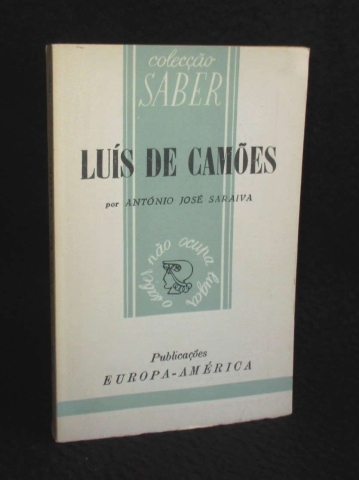 colecção
SABER
LUÍS DE CAMÕES
por ANTÓNIO JOSÉ SARAIVA
o saber não ocupa lugar
Publicações
EUROPA-AMÉRICA